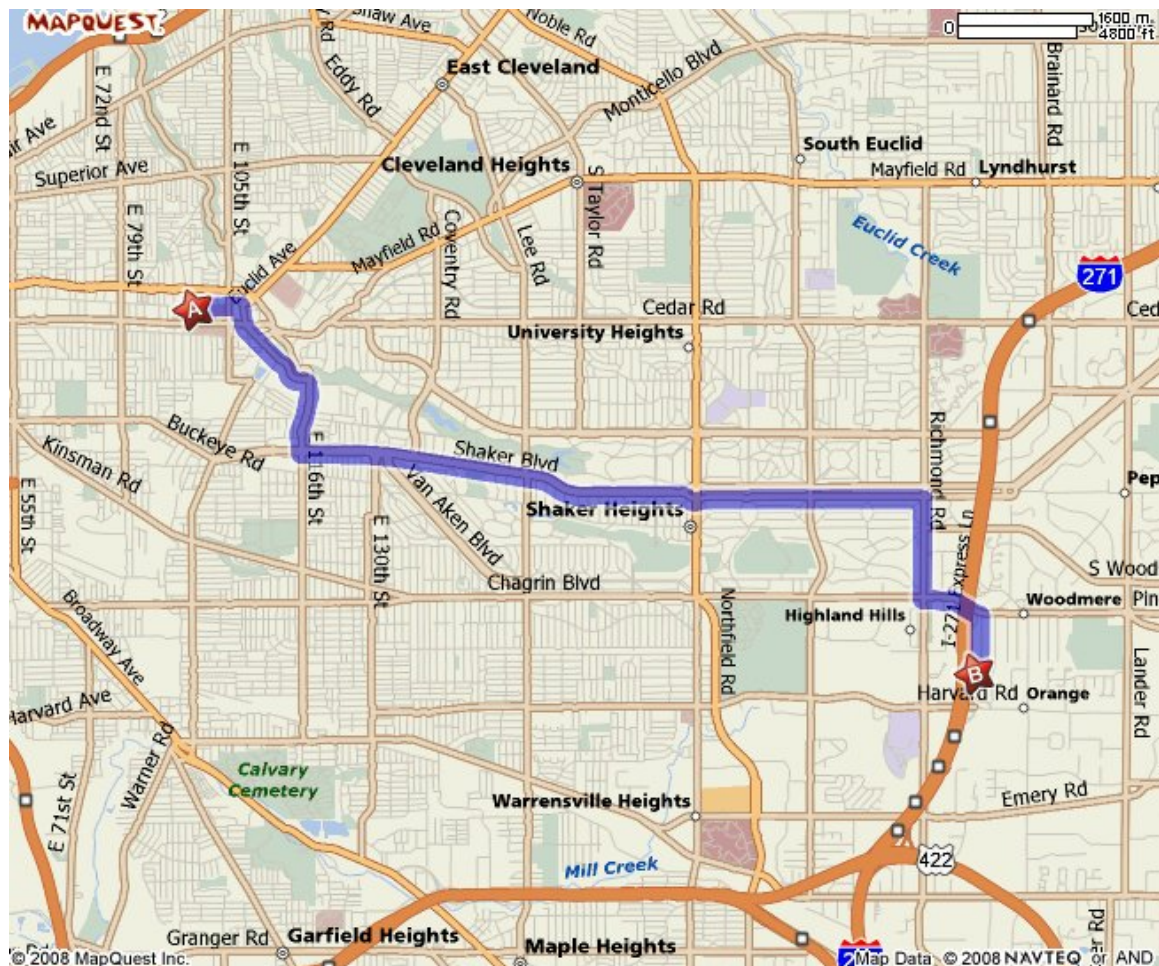 MAPQUEST.
0
1600 m.
4800 ft
Noble Rd
Shaw Ave
Eddy Rd
East Cleveland
Monticello Blvd
Brainard Rd
E 72nd St
E 105th St
Superior Ave
Cleveland Heights
South Euclid
Mayfield Rd
Lyndhurst
S Taylor Rd
E 79th St
Euclid Ave
Mayfield Rd
Coventry Rd
Lee Rd
Euclid Creek
271
A
Cedar Rd
University Heights
Buckeye Rd
Kinsman Rd
E 116th St
Shaker Blvd
Richmond Rd
E 55th St
Van Aken Blvd
Shaker Heights
E 130th St
Chagrin Blvd
I-271 Express
S Wood
Broadway Ave
Northfield Rd
Highland Hills
Woodmere
Pin
B
Harvard Rd
Orange
Lander Rd
Harvard Ave
Warner Rd
E 71st St
Calvary
Cemetery
Warrensville Heights
Emery Rd
Mill Creek
422
Granger Rd
Garfield Heights
Maple Heights
© 2008 MapQuest Inc.
Map Data © 2008 NAVTEQ or AND